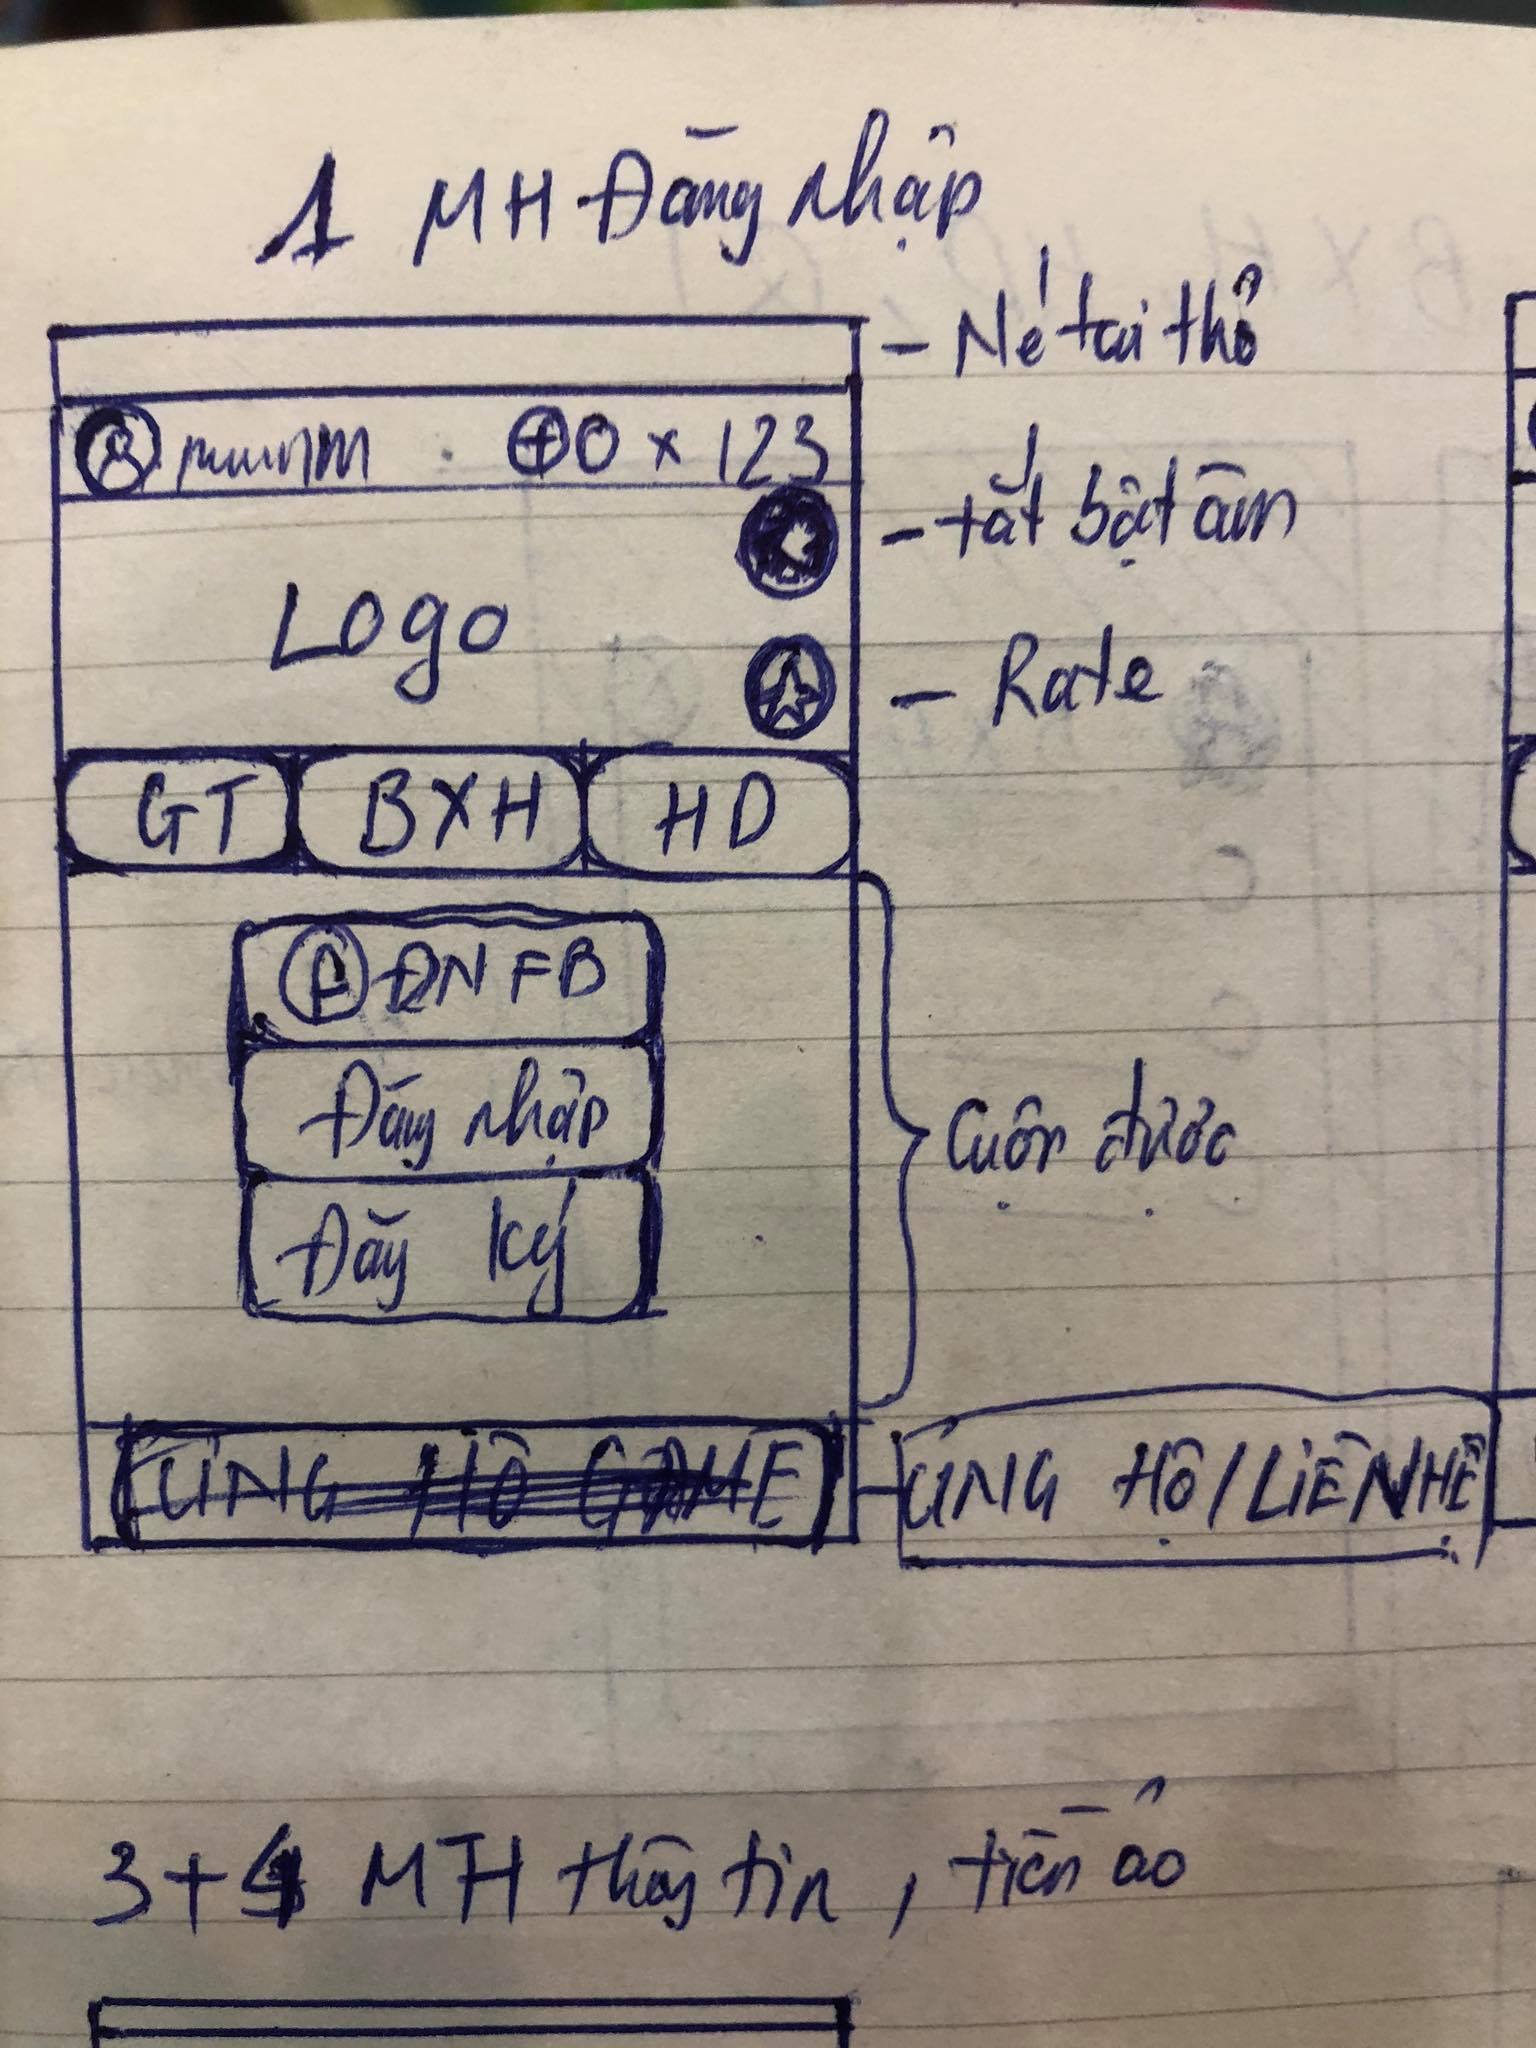 1 MH Đăng nhập
- Né tai thỏ
0 x 123
- tắt bật âm
Logo
- Rate
GT BXH HD
F ĐN FB
Đăng nhập
Cuộn được
Đăng ký
ỦNG HỘ GAME
ỦNG HỘ / LIÊN HỆ
3+4 MH thông tin, tiền ảo